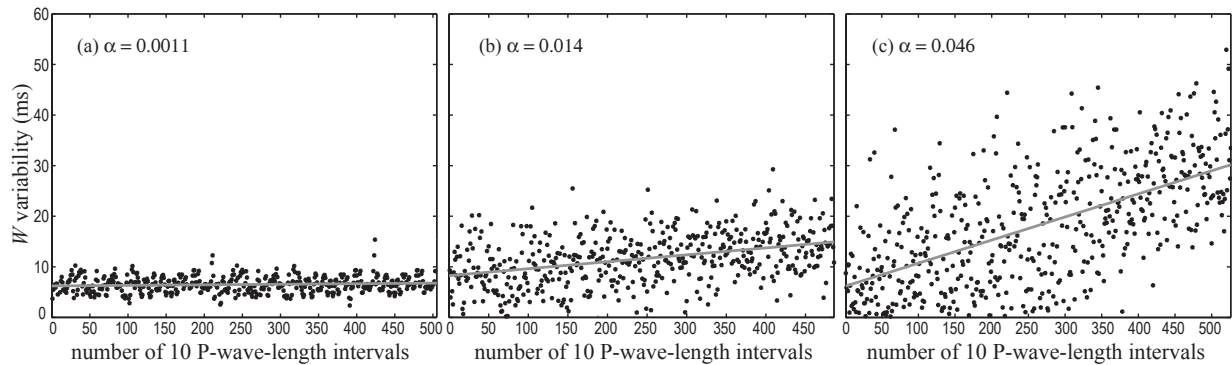 60
50
40
30
20
10
0
W variability (ms)
(a) α = 0.0011
0 50 100 150 200 250 300 350 400 450 500
number of 10 P-wave-length intervals
(b) α = 0.014
0 50 100 150 200 250 300 350 400 450
number of 10 P-wave-length intervals
(c) α = 0.046
0 50 100 150 200 250 300 350 400 450 500
number of 10 P-wave-length intervals